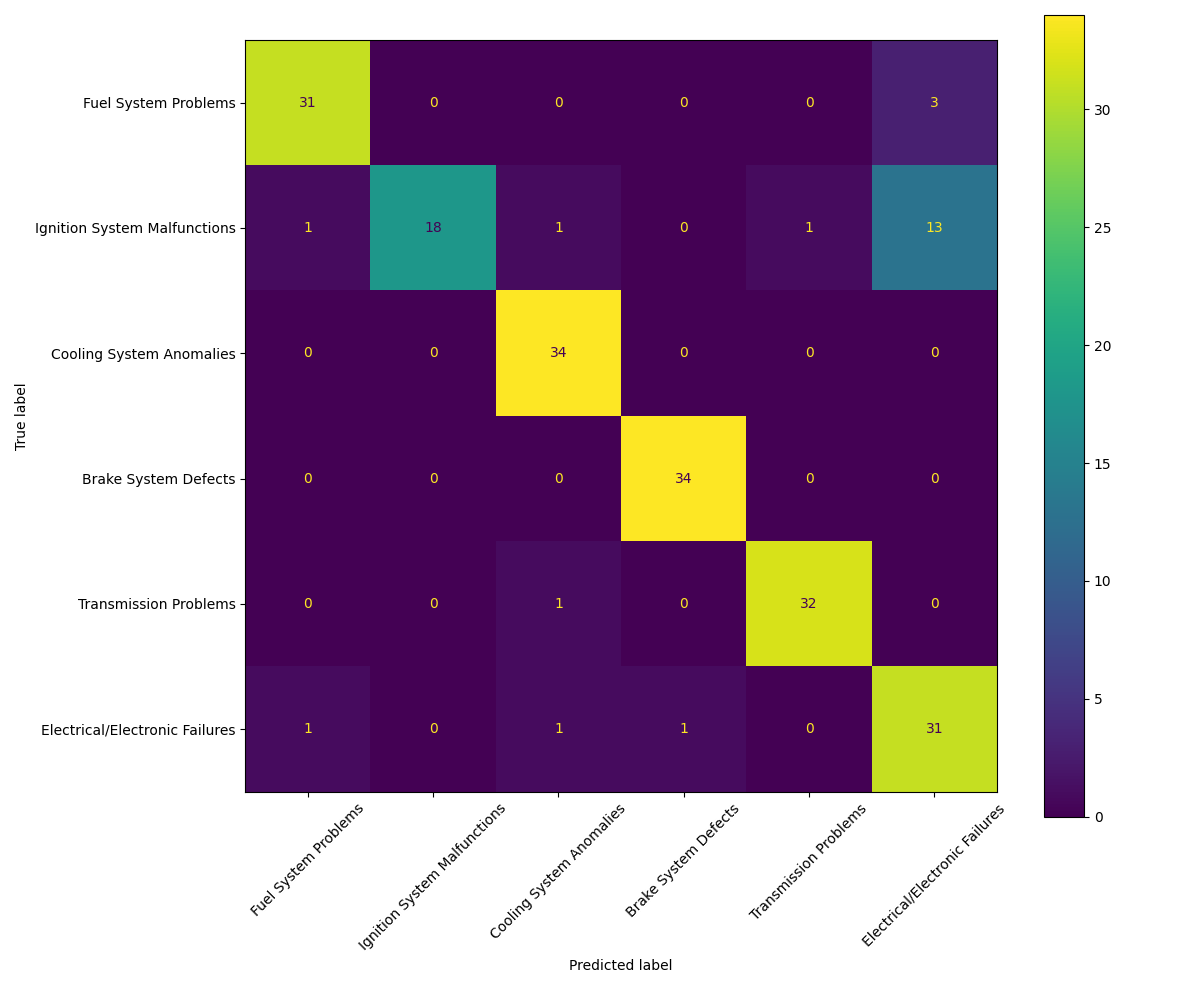 Fuel System Problems 31 0 0 0 0 3
Ignition System Malfunctions 1 18 1 0 1 13
Cooling System Anomalies 0 0 34 0 0 0
Brake System Defects 0 0 0 34 0 0
Transmission Problems 0 0 1 0 32 0
Electrical/Electronic Failures 1 0 1 1 0 31
True label
Fuel System Problems
Ignition System Malfunctions
Cooling System Anomalies
Brake System Defects
Transmission Problems
Electrical/Electronic Failures
Predicted label
30
25
20
15
10
5
0